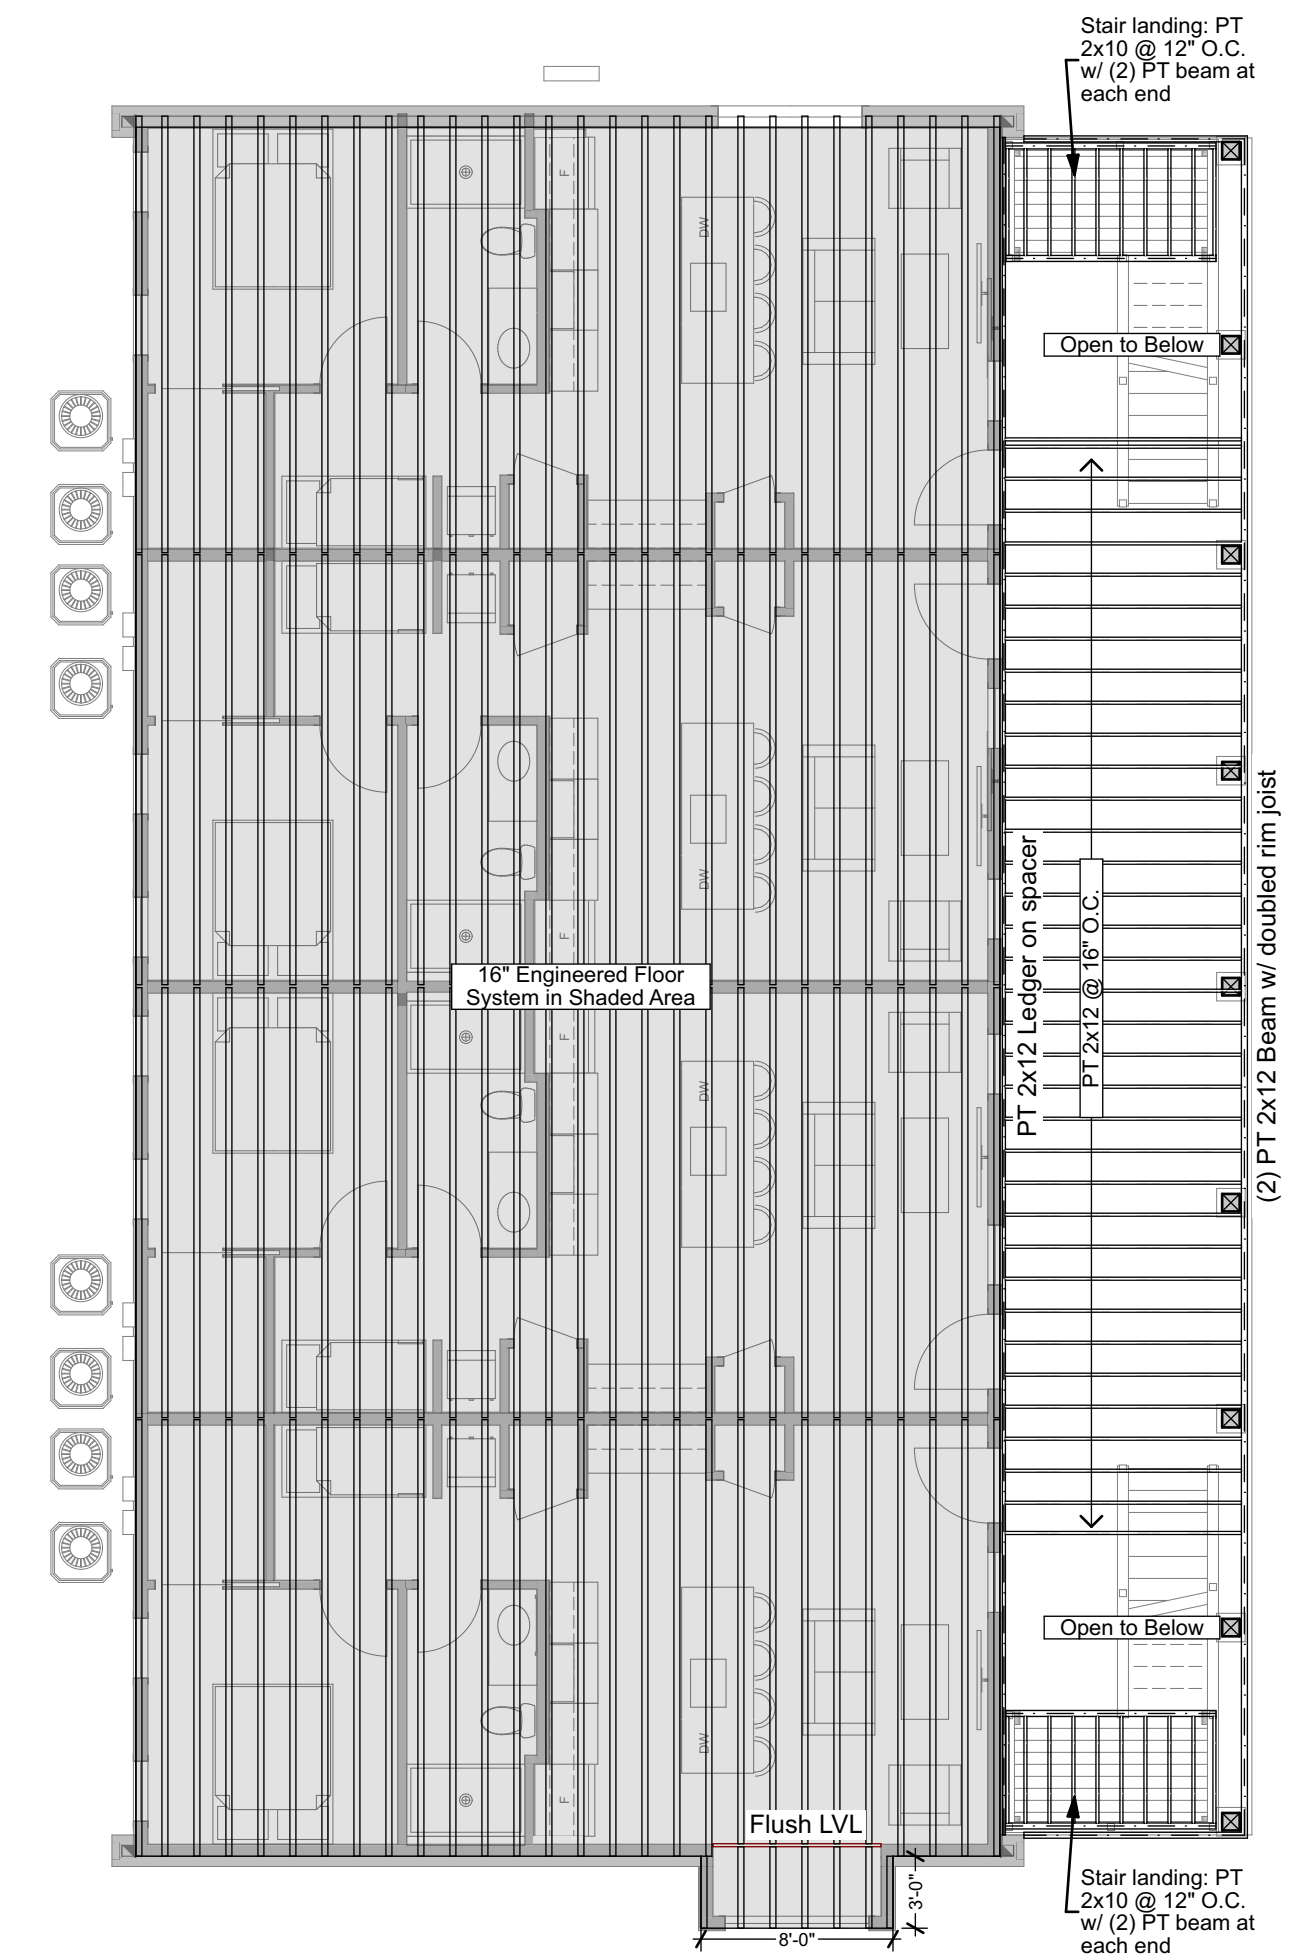 Stair landing: PT
2x10 @ 12" O.C.
w/ (2) PT beam at
each end
F
DW
Open to Below
DW
F
16" Engineered Floor
System in Shaded Area
PT 2x12 Ledger on spacer
PT 2x12 @ 16" O.C.
(2) PT 2x12 Beam w/ doubled rim joist
F
DW
Open to Below
DW
F
Flush LVL
3'-0"
8'-0"
Stair landing: PT
2x10 @ 12" O.C.
w/ (2) PT beam at
each end